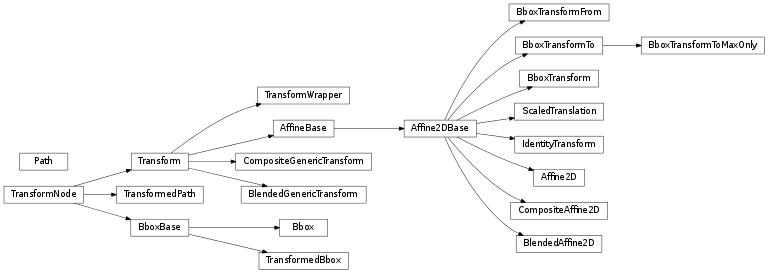 BboxTransformFrom
BboxTransformTo
BboxTransformToMaxOnly
BboxTransform
TransformWrapper
ScaledTranslation
AffineBase
Affine2DBase
IdentityTransform
Path
Transform
CompositeGenericTransform
Affine2D
TransformNode
TransformedPath
BlendedGenericTransform
CompositeAffine2D
BboxBase
Bbox
BlendedAffine2D
TransformedBbox